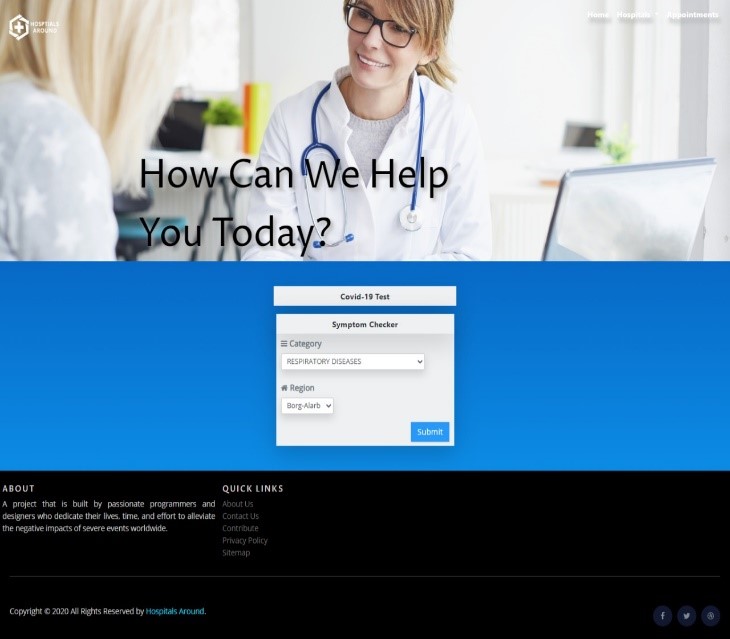 HOSPTIALS
AROUND
Home Hospitals Appointments
How Can We Help
You Today?
Covid-19 Test
Symptom Checker
Category
RESPIRATORY DISEASES
Region
Borg-Alarb
Submit
ABOUT
A project that is built by passionate programmers and
designers who dedicate their lives, time, and effort to alleviate
the negative impacts of severe events worldwide.
QUICK LINKS
About Us
Contact Us
Contribute
Privacy Policy
Sitemap
Copyright © 2020 All Rights Reserved by Hospitals Around.